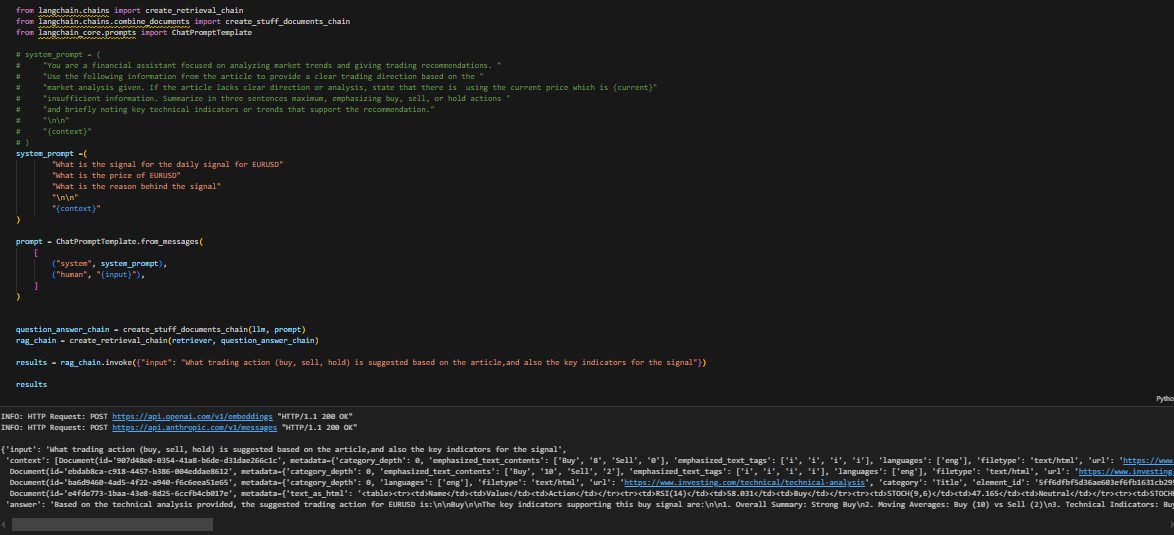 from langchain.chains import create_retrieval_chain
from langchain.chains.combine_documents import create_stuff_documents_chain
from langchain_core.prompts import ChatPromptTemplate
# system_prompt = (
#     "You are a financial assistant focused on analyzing market trends and giving trading recommendations. "
#     "Use the following information from the article to provide a clear trading direction based on the "
#     "market analysis given. If the article lacks clear direction or analysis, state that there is  using the current price which is {current}"
#     "insufficient information. Summarize in three sentences maximum, emphasizing buy, sell, or hold actions "
#     "and briefly noting key technical indicators or trends that support the recommendation."
#     "\n\n"
#     "{context}"
# )
system_prompt =(
"What is the signal for the daily signal for EURUSD"
"What is the price of EURUSD"
"What is the reason behind the signal"
"\n\n"
"{context}"
)
prompt = ChatPromptTemplate.from_messages(
[
("system", system_prompt),
("human", "{input}"),
]
)
question_answer_chain = create_stuff_documents_chain(llm, prompt)
rag_chain = create_retrieval_chain(retriever, question_answer_chain)
results = rag_chain.invoke({"input": "What trading action (buy, sell, hold) is suggested based on the article,and also the key indicators for the signal"})
results
Pytho
INFO: HTTP Request: POST https://api.openai.com/v1/embeddings "HTTP/1.1 200 OK"
INFO: HTTP Request: POST https://api.anthropic.com/v1/messages "HTTP/1.1 200 OK"
{'input': 'What trading action (buy, sell, hold) is suggested based on the article,and also the key indicators for the signal',
'context': [Document(id='907d48e0-0354-41a8-b6de-d31dae266c1c', metadata={'category_depth': 0, 'emphasized_text_contents': ['Buy', '8', 'Sell', '0'], 'emphasized_text_tags': ['i', 'i', 'i', 'i'], 'languages': ['eng'], 'filetype': 'text/html', 'url': 'https://www.
Document(id='ebdab8ca-c918-4457-b386-004eddae8612', metadata={'category_depth': 0, 'emphasized_text_contents': ['Buy', '10', 'Sell', '2'], 'emphasized_text_tags': ['i', 'i', 'i', 'i'], 'languages': ['eng'], 'filetype': 'text/html', 'url': 'https://www.investing.
Document(id='ba6d9460-4ad5-4f22-a940-f6c6eea51e65', metadata={'category_depth': 0, 'languages': ['eng'], 'filetype': 'text/html', 'url': 'https://www.investing.com/technical/technical-analysis', 'category': 'Title', 'element_id': '5ff6dfbf5d36ae603ef6fb1631cb295
Document(id='e4fde773-1baa-43e8-8d25-6ccfb4cb017e', metadata={'text_as_html': '<table><tr><td>Name</td><td>Value</td><td>Action</td></tr><tr><td>RSI(14)</td><td>58.031</td><td>Buy</td></tr><tr><td>STOCH(9,6)</td><td>47.165</td><td>Neutral</td></tr><tr><td>STOCH
'answer': 'Based on the technical analysis provided, the suggested trading action for EURUSD is:\n\nBuy\n\nThe key indicators supporting this buy signal are:\n\n1. Overall Summary: Strong Buy\n2. Moving Averages: Buy (10) vs Sell (2)\n3. Technical Indicators: Bu